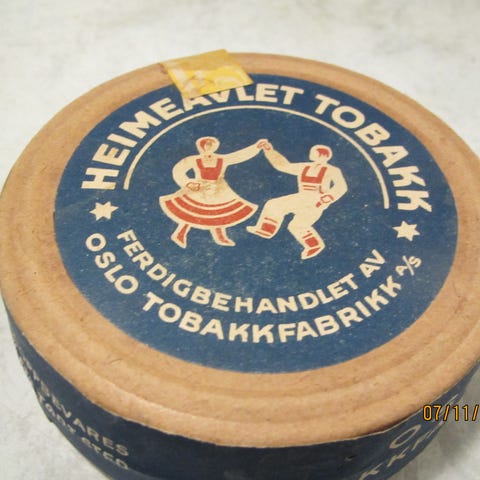 HEIMEAVLET TOBAKK
FERDIGBEHANDLET AV
OSLO TOBAKKFABRIKK A/S
07/11/